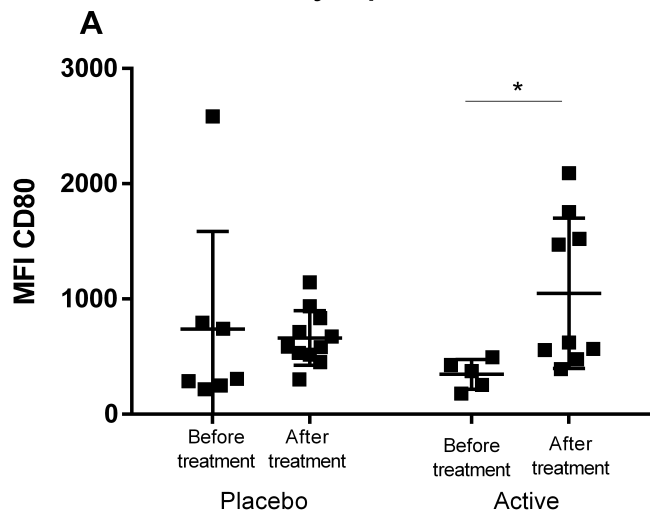 A
3000
2000
1000
0
MFI CD80
*
Before
treatment
After
treatment
Before
treatment
After
treatment
Placebo
Active